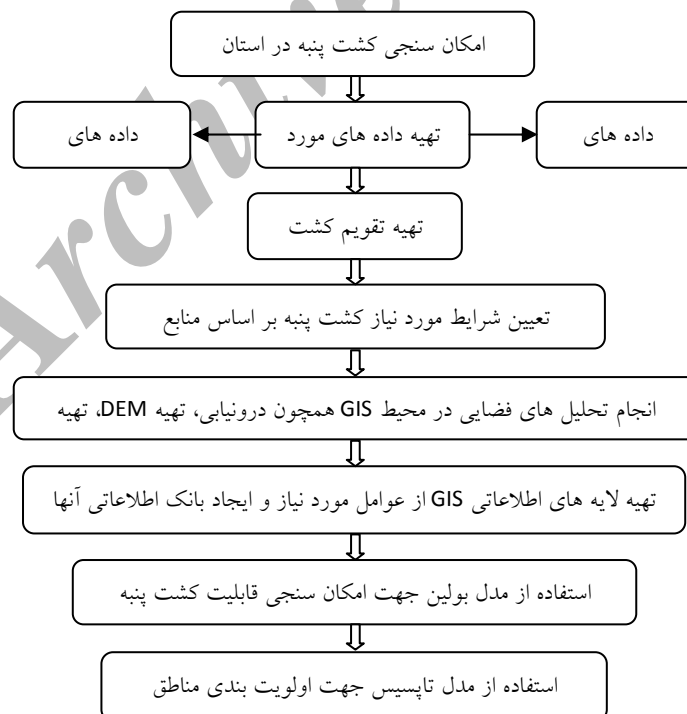 امکان سنجی کشت پنبه در استان
داده های
تهیه داده های مورد
داده های
تهیه تقویم کشت
تعیین شرایط مورد نیاز کشت پنبه بر اساس منابع
انجام تحلیل های فضایی در محیط GIS همچون درونیابی، تهیه DEM، تهیه
تهیه لایه های اطلاعاتی GIS از عوامل مورد نیاز و ایجاد بانک اطلاعاتی آنها
استفاده از مدل بولین جهت امکان سنجی قابلیت کشت پنبه
استفاده از مدل تاپسیس جهت اولویت بندی مناطق
Archive